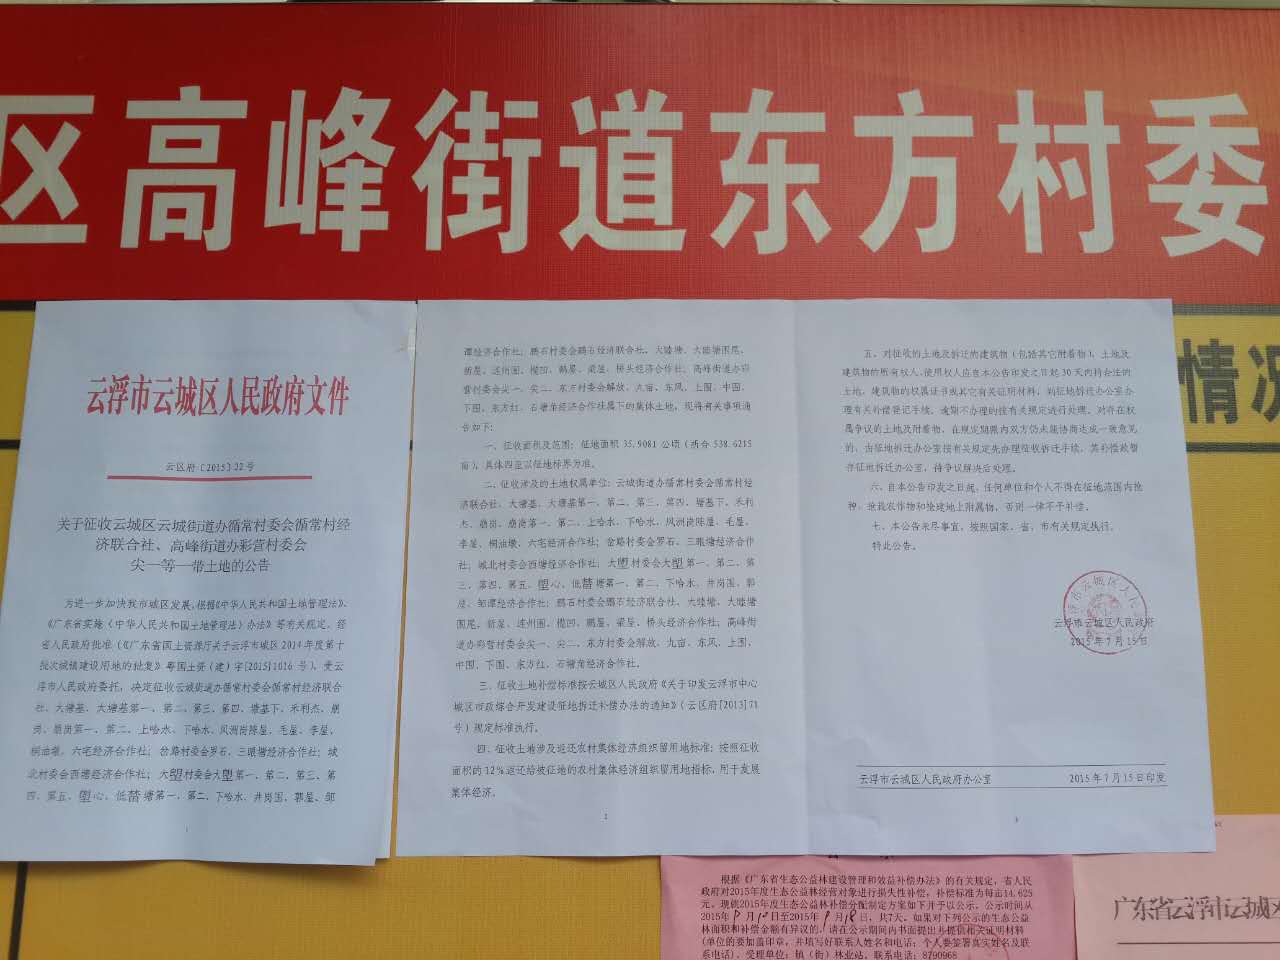 区高峰街道东方村委
情况
云浮市云城区人民政府文件
云区府〔2015〕22号
关于征收云城区云城街道办循常村委会循常村经
济联合社、高峰街道办彩营村委会
尖一等一带土地的公告
为进一步加快我市城区发展，根据《中华人民共和国土地管理法》、
《广东省实施〈中华人民共和国土地管理法〉办法》等有关规定，经
省人民政府批准（《广东省国土资源厅关于云浮市城区2014年度第十
批次城镇建设用地的批复》粤国土资（建）字[2015]1016号），受云
浮市人民政府委托，决定征收云城街道办循常村委会循常村经济联合
社、大塘基、大塘基第一、第二、第三、第四、塘基下、禾利杰、崩
岗、崩岗第一、第二、上哈水、下哈水、凤洲岗陈屋、毛屋、李屋、
桐油墩、六宅经济合作社；岔路村委会罗石、三眼塘经济合作社；城
北村委会西塘经济合作社；大塱村委会大塱第一、第二、第三、第
四、第五、塱心、低䓣塘第一、第二、下哈水、井岗围、郭屋、邹
1
谭经济合作社；鹏石村委会鹏石经济联合社、大陆塘、大陆塘围尾、
新屋、连州围、榄凹、鹤屋、梁屋、桥头经济合作社；高峰街道办彩
营村委会尖一、尖二、东方村委会解放、六亩、东风、上围、中围、
下围、东方红、石塘角经济合作社属下的集体土地，现将有关事项通
告如下：
一、征收面积及范围：征地面积35.9081公顷（共合538.6215
亩），具体四至以征地标界为准。
二、征收涉及的土地权属单位：云城街道办循常村委会循常村经
济联合社、大塘基、大塘基第一、第二、第三、第四、塘基下、禾利
杰、崩岗、崩岗第一、第二、上哈水、下哈水、凤洲岗陈屋、毛屋、
李屋、桐油墩、六宅经济合作社；岔路村委会罗石、三眼塘经济合作
社；城北村委会西塘经济合作社；大塱村委会大塱第一、第二、第
三、第四、第五、塱心、低䓣塘第一、第二、下哈水、井岗围、郭
屋、邹谭经济合作社；鹏石村委会鹏石经济联合社、大陆塘、大陆塘
围尾、新屋、连州围、榄凹、鹤屋、梁屋、桥头经济合作社；高峰街
道办彩营村委会尖一、尖二、东方村委会解放、九亩、东风、上围、
中围、下围、东方红、石塘角经济合作社。
三、征收土地补偿标准按云城区人民政府《关于印发云浮市中心
城区市政综合开发建设征地拆迁补偿办法的通知》（云区府[2013]71
号）规定标准执行。
四、征收土地涉及返还农村集体经济组织留用地标准：按照征收
面积的12%返还给被征地的农村集体经济组织留用地指标，用于发展
集体经济。
2
五、对征收的土地及拆迁的建筑物（包括其它附着物），土地及
建筑物的所有权人、使用权人应自本公告印发之日起30天内持合法的
土地、建筑物的权属证书或其它有关证明材料，到征地拆迁办公室办
理有关补偿登记手续，逾期不办理的按有关规定进行处理。对存在权
属争议的土地及附着物，在规定期限内双方仍未能协商达成一致意见
的，由征地拆迁办公室按有关规定先办理征收拆迁手续，其补偿款暂
存征地拆迁办公室，待争议解决后处理。
六、自本公告印发之日起，任何单位和个人不得在征地范围内抢
种、抢栽农作物和抢建地上附属物，否则一律不予补偿。
七、本公告未尽事宜，按照国家、省、市有关规定执行。
特此公告。
云浮市云城区人民政府
2015年7月15日
云浮市云城区人民政府办公室 2015年7月15日印发
3
根据《广东省生态公益林建设管理和效益补偿办法》的有关规定，省人民
政府对2015年度生态公益林经营对象进行损失性补偿，补偿标准为每亩14.625
元。现就2015年度生态公益林补偿分配制定方案如下并予以公示，公示时间从
2015年9月12日至2015年9月18日，共7天。如果对下列公示的生态公益
林面积和补偿金额有异议的，请在公示期间内书面提出并提供相关证明材料
(单位的要加盖印章，并填写好联系人姓名和电话；个人要签署真实姓名及联
系电话)。受理单位：镇（街）林业站，联系电话：8790968
广东省云浮市云城区